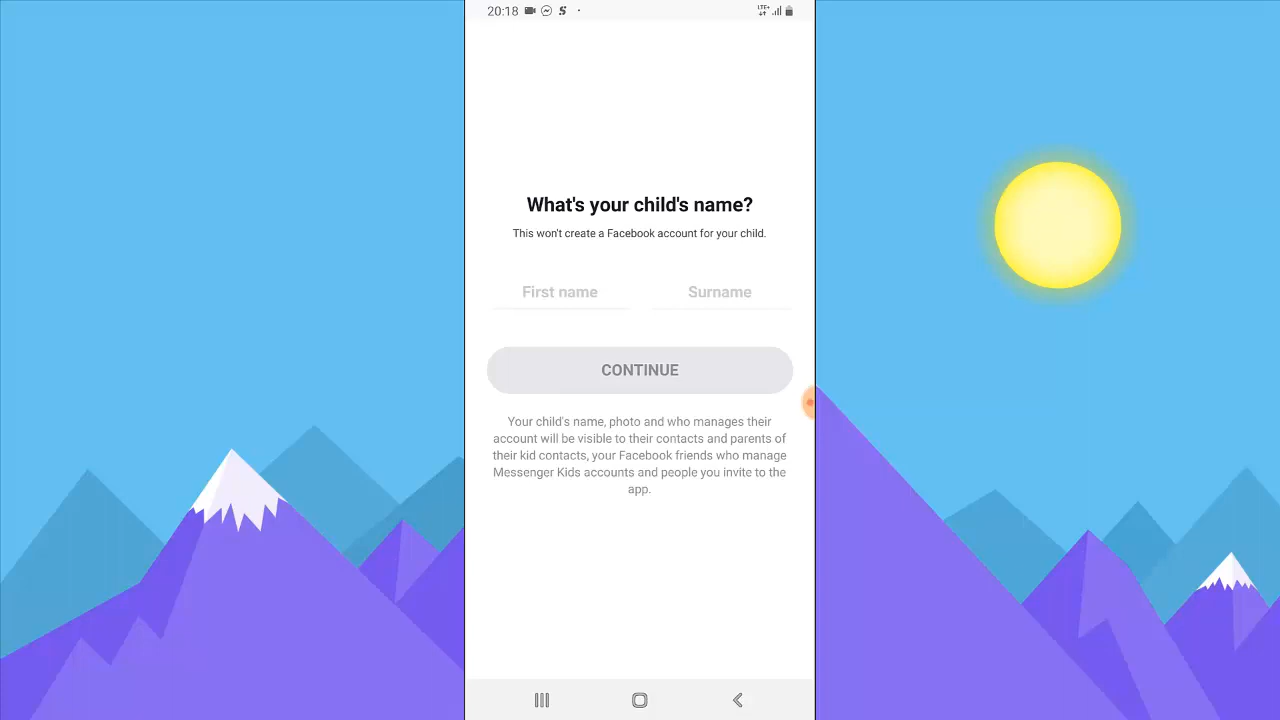 20:18
LTE+
What's your child's name?
This won't create a Facebook account for your child.
First name Surname
CONTINUE
Your child's name, photo and who manages their
account will be visible to their contacts and parents of
their kid contacts, your Facebook friends who manage
Messenger Kids accounts and people you invite to the
app.